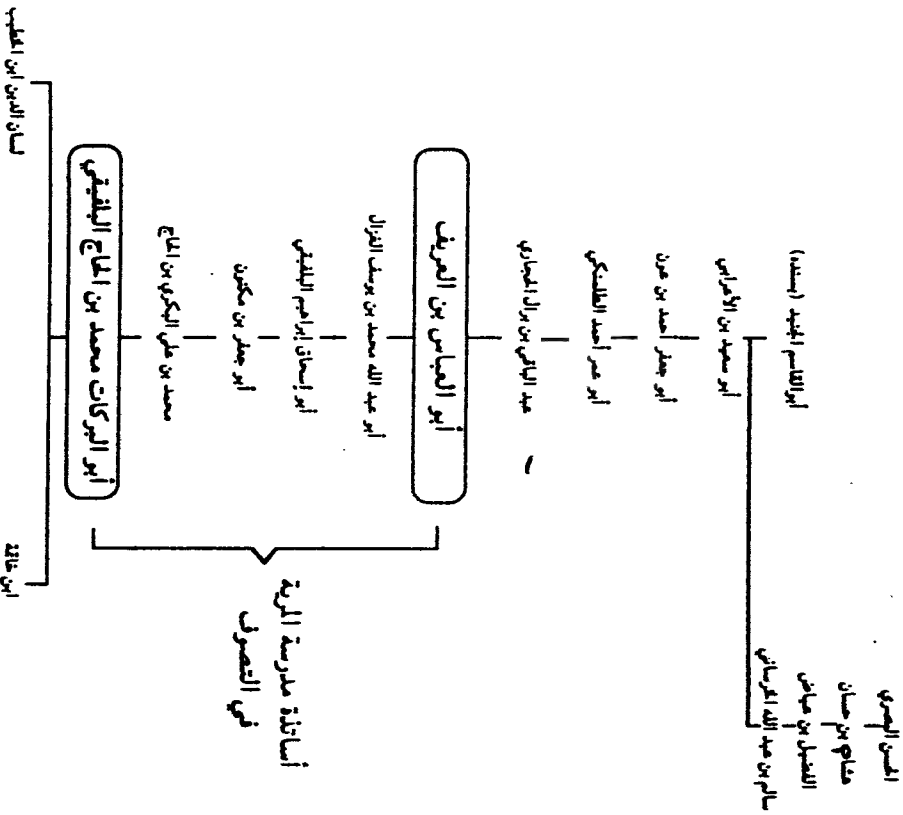 الحسن البصري
هشام بن حسان
الفضيل بن عياض
سالم بن عبد الله الخرساني
أبو القاسم الجنيد (بسنده)
أبو سعيد بن الأعرابي
أبو جعفر أحمد بن عون
أبو عمر أحمد الطلمنكي
عبد الباقي بن برال الحجاري
أبو العباس بن العريف
أبو عبد الله محمد بن يوسف الغزال
أبو إسحاق إبراهيم البلفيقي
أبو جعفر بن مكنون
محمد بن علي البكري بن الحاج
أبو البركات محمد بن الحاج البلفيقي
أساتذة مدرسة المرية
في التصوف
لسان الدين ابن الخطيب
ابن خاتمة